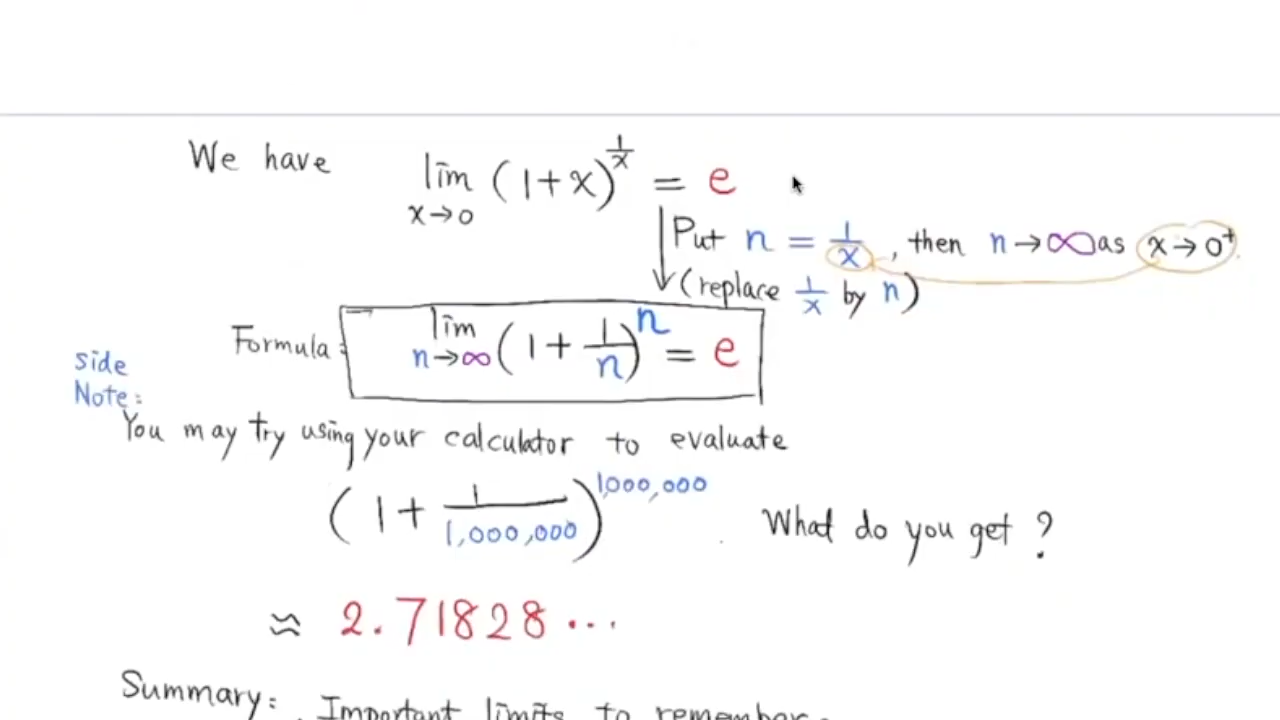 We have lim x→0 (1+x)^(1/x) = e
Put n = 1/x, then n→∞ as x→0⁺
(replace 1/x by n)
Formula: lim n→∞ (1 + 1/n)^n = e
side
Note:
You may try using your calculator to evaluate
(1 + 1/1,000,000)^1,000,000 What do you get ?
≈ 2.71828...
Summary: Important limits to remember